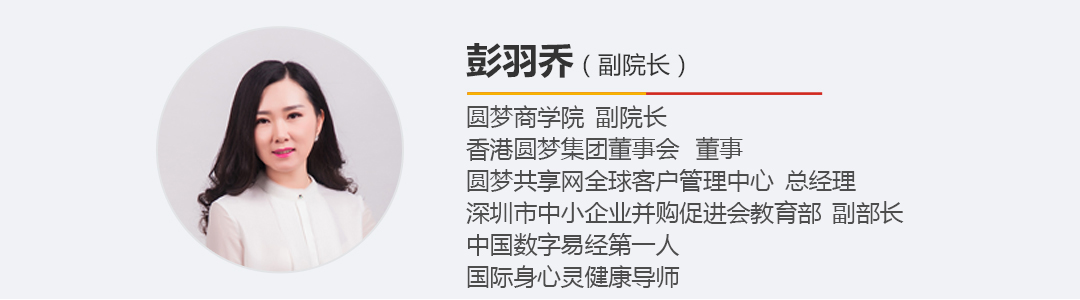 彭羽乔（副院长）
圆梦商学院 副院长
香港圆梦集团董事会 董事
圆梦共享网全球客户管理中心 总经理
深圳市中小企业并购促进会教育部 副部长
中国数字易经第一人
国际身心灵健康导师